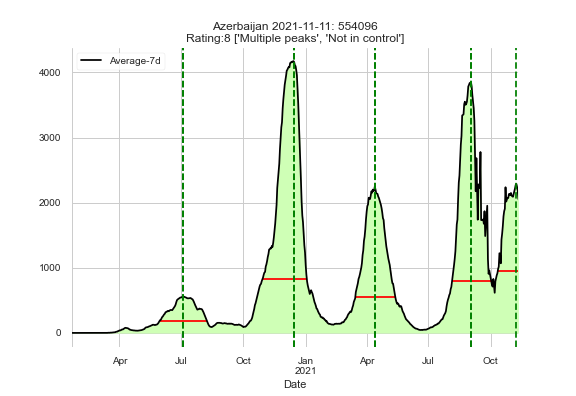 Azerbaijan 2021-11-11: 554096
Rating:8 ['Multiple peaks', 'Not in control']
Average-7d
4000
3000
2000
1000
0
Apr
Jul
Oct
Jan
2021
Apr
Jul
Oct
Date